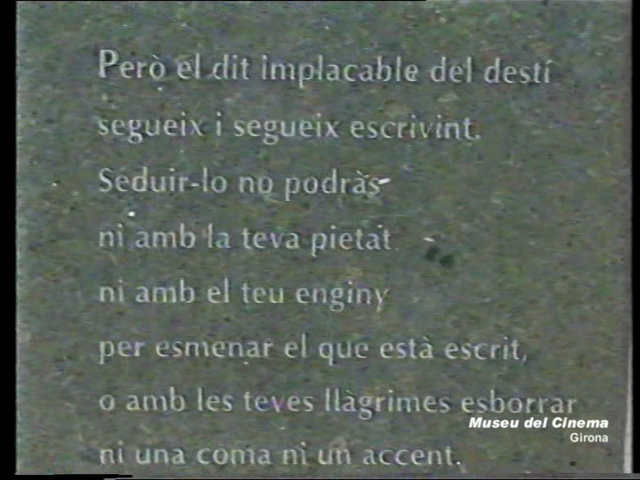 Però el dit implacable del destí
segueix i segueix escrivint.
Seduir-lo no podràs
ni amb la teva pietat
ni amb el teu enginy
per esmenar el que està escrit,
o amb les teves llàgrimes esborrar
ni una coma ni un accent.
Museu del Cinema
Girona